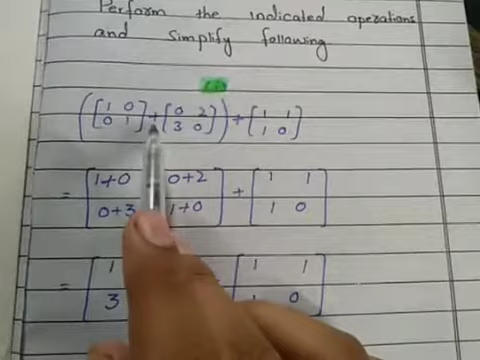 Perform the indicated operations
and simplify following
([1 0] + [0 2]) + [1 1]
([0 1] [3 0]) [1 0]
= [1+0 0+2] + [1 1]
[0+3 1+0] [1 0]
= [1 [1 1]
[3 0]